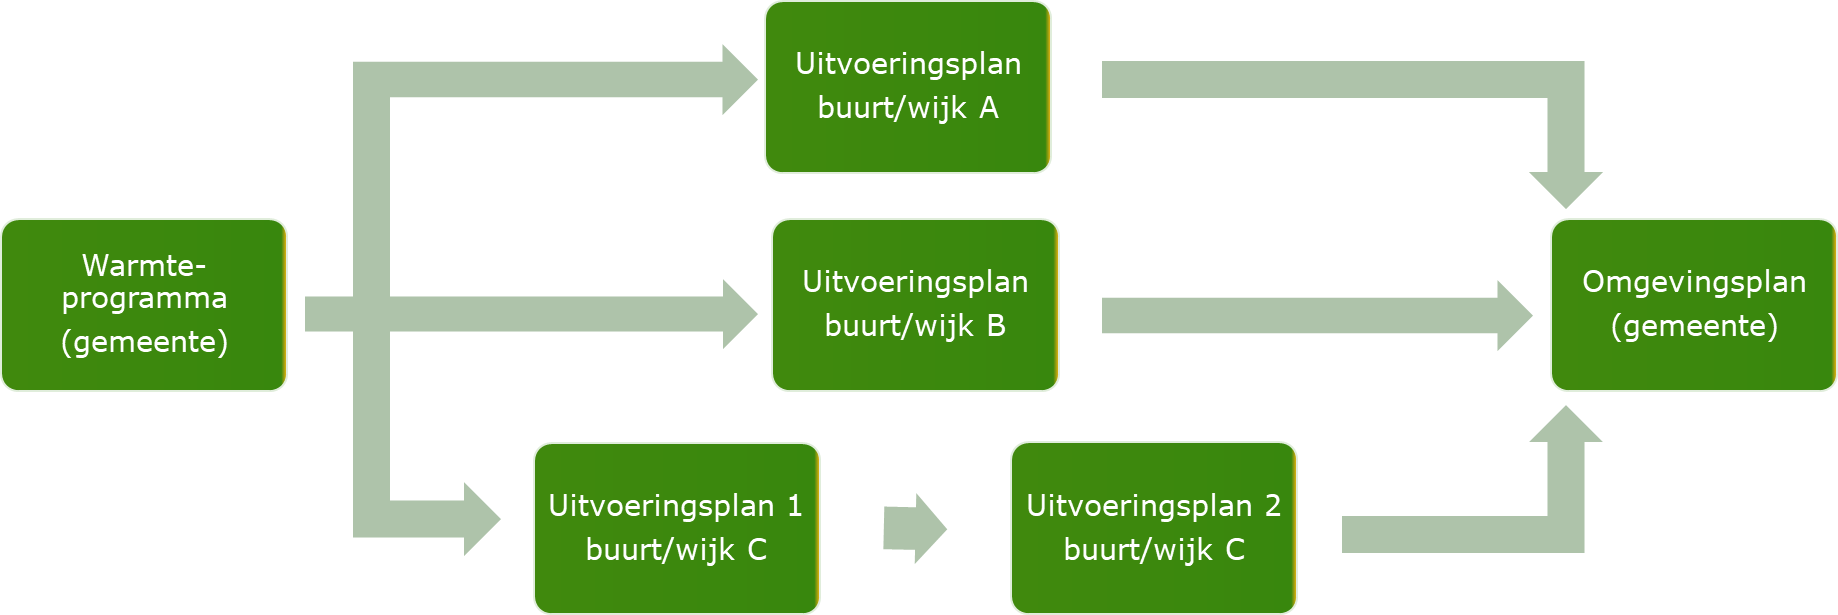 Uitvoeringsplan
buurt/wijk A
Warmte-
programma
(gemeente)
Uitvoeringsplan
buurt/wijk B
Omgevingsplan
(gemeente)
Uitvoeringsplan 1
buurt/wijk C
Uitvoeringsplan 2
buurt/wijk C